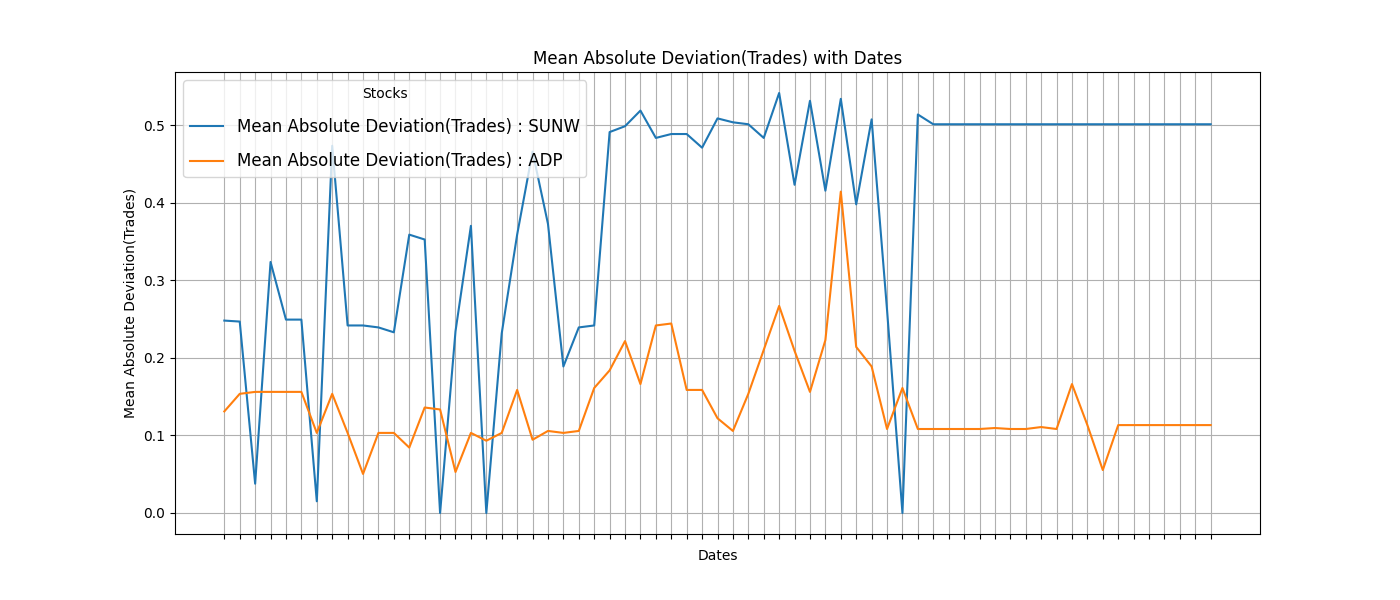 Mean Absolute Deviation(Trades) with Dates
Stocks
Mean Absolute Deviation(Trades) : SUNW
Mean Absolute Deviation(Trades) : ADP
Mean Absolute Deviation(Trades)
0.5
0.4
0.3
0.2
0.1
0.0
Dates